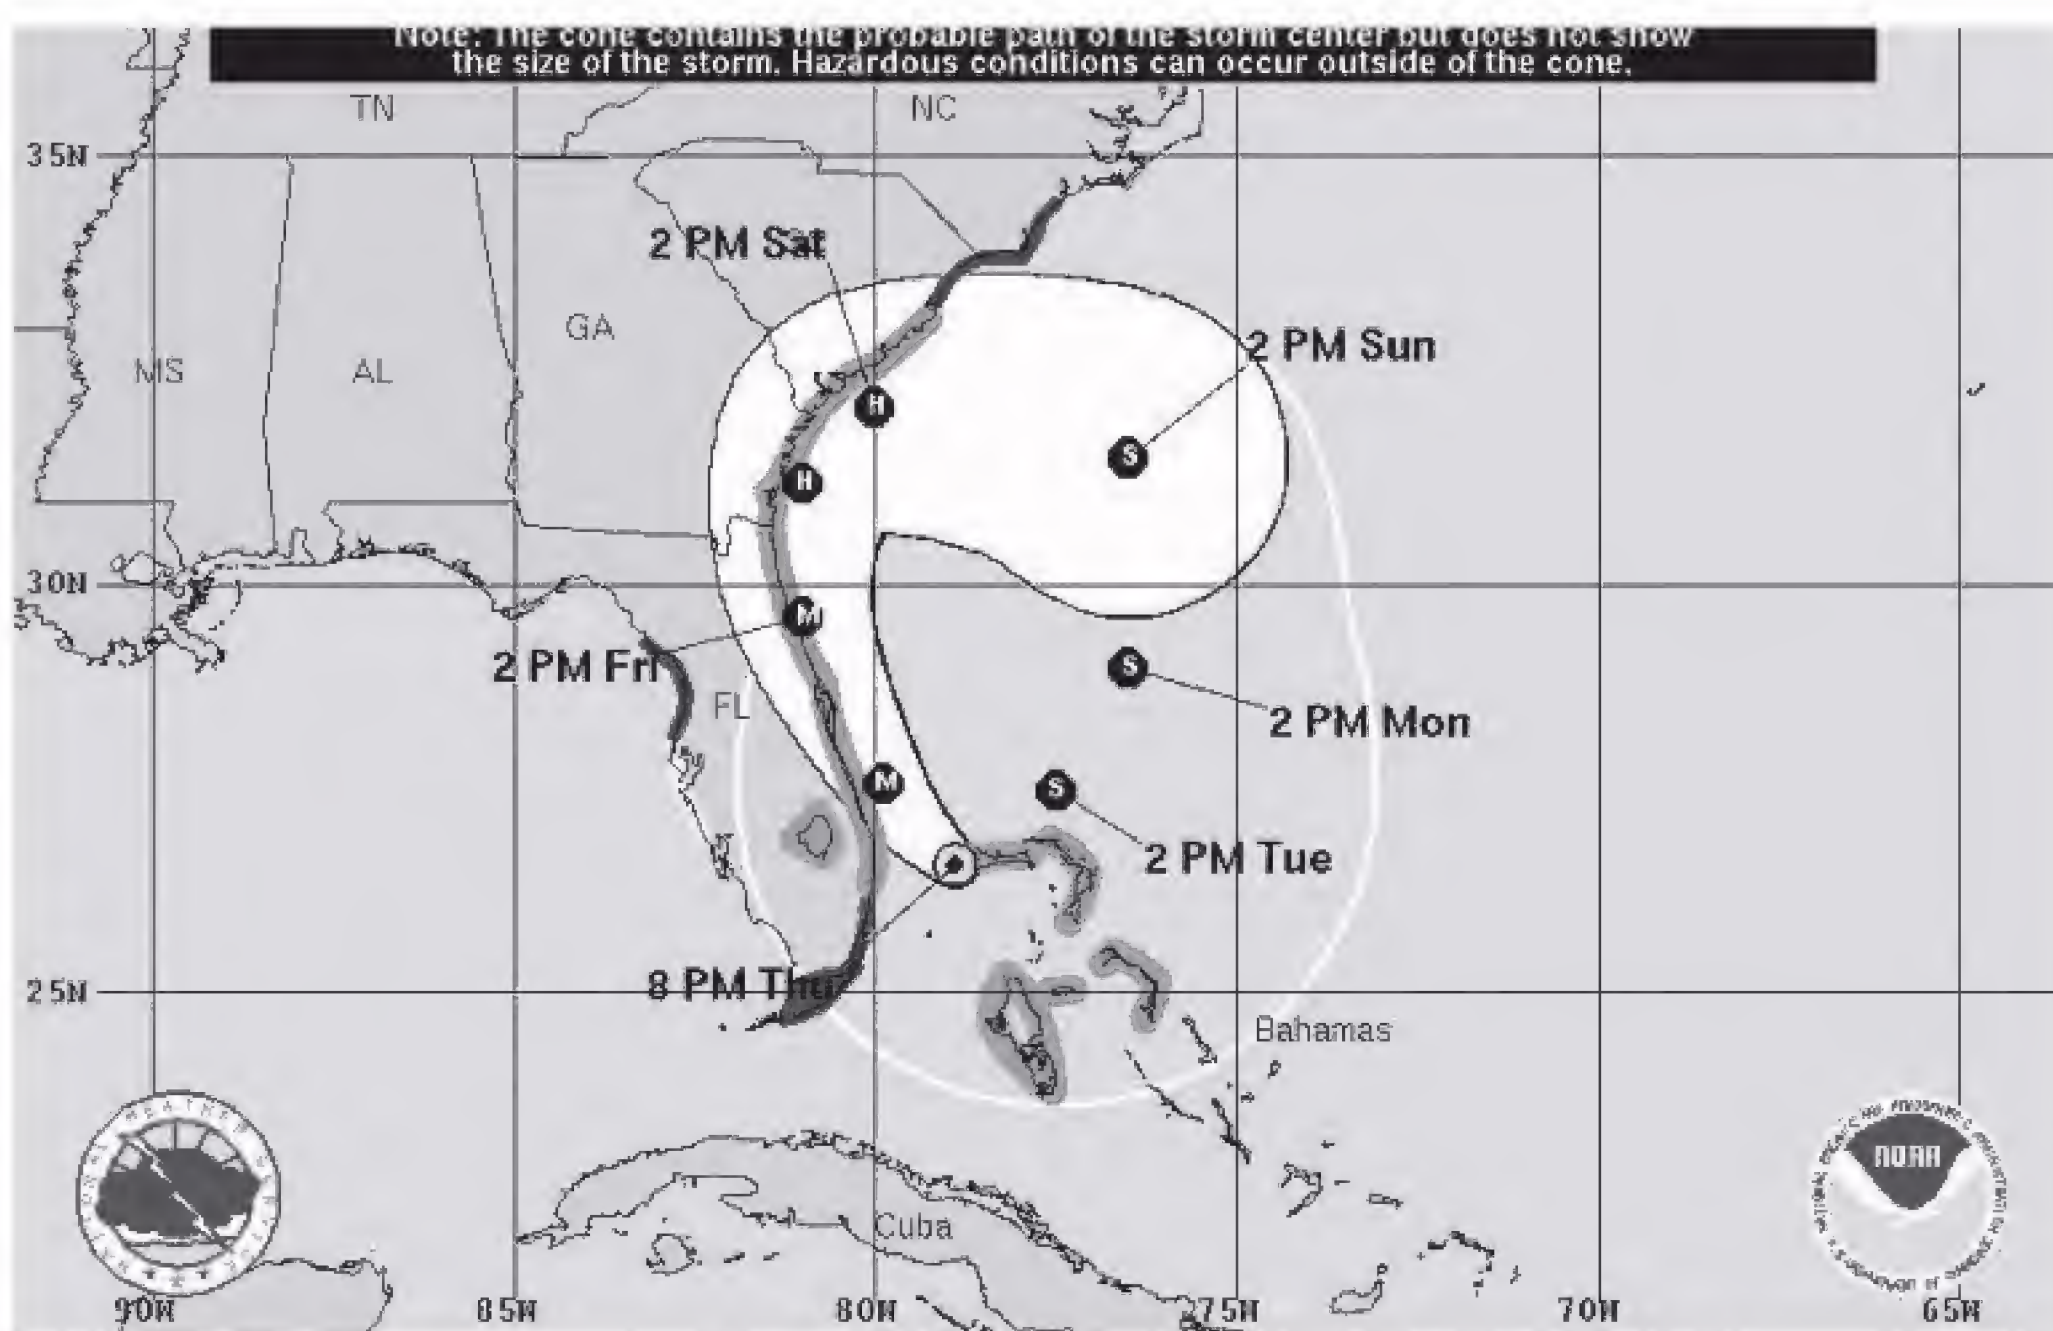 Note: The cone contains the probable path of the storm center but does not show
the size of the storm. Hazardous conditions can occur outside of the cone.
TN
NC
35N
2 PM Sat
GA
2 PM Sun
MS
AL
H
S
H
30N
M
2 PM Fri
S
FL
2 PM Mon
M
S
2 PM Tue
8 PM Thu
25N
Bahamas
NOAA
Cuba
90W
85W
80W
75W
70W
65W